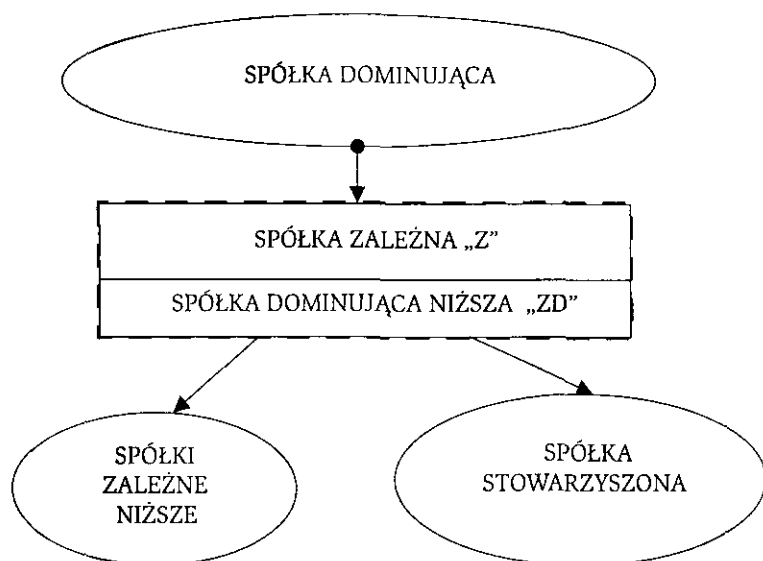 SPÓŁKA DOMINUJĄCA
SPÓŁKA ZALEŻNA „Z”
SPÓŁKA DOMINUJĄCA NIŻSZA „ZD”
SPÓŁKI
ZALEŻNE
NIŻSZE
SPÓŁKA
STOWARZYSZONA